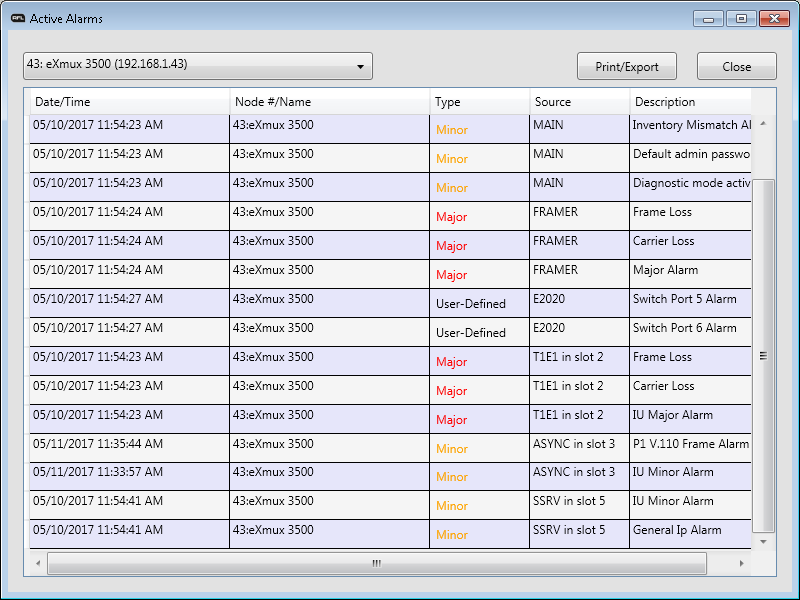 AFL Active Alarms
43: eXmux 3500 (192.168.1.43) Print/Export Close
Date/Time Node #/Name Type Source Description
05/10/2017 11:54:23 AM 43:eXmux 3500 Minor MAIN Inventory Mismatch Al
05/10/2017 11:54:23 AM 43:eXmux 3500 Minor MAIN Default admin passwo
05/10/2017 11:54:23 AM 43:eXmux 3500 Minor MAIN Diagnostic mode activ
05/10/2017 11:54:24 AM 43:eXmux 3500 Major FRAMER Frame Loss
05/10/2017 11:54:24 AM 43:eXmux 3500 Major FRAMER Carrier Loss
05/10/2017 11:54:24 AM 43:eXmux 3500 Major FRAMER Major Alarm
05/10/2017 11:54:27 AM 43:eXmux 3500 User-Defined E2020 Switch Port 5 Alarm
05/10/2017 11:54:27 AM 43:eXmux 3500 User-Defined E2020 Switch Port 6 Alarm
05/10/2017 11:54:23 AM 43:eXmux 3500 Major T1E1 in slot 2 Frame Loss
05/10/2017 11:54:23 AM 43:eXmux 3500 Major T1E1 in slot 2 Carrier Loss
05/10/2017 11:54:23 AM 43:eXmux 3500 Major T1E1 in slot 2 IU Major Alarm
05/11/2017 11:35:44 AM 43:eXmux 3500 Minor ASYNC in slot 3 P1 V.110 Frame Alarm
05/11/2017 11:33:57 AM 43:eXmux 3500 Minor ASYNC in slot 3 IU Minor Alarm
05/10/2017 11:54:41 AM 43:eXmux 3500 Minor SSRV in slot 5 IU Minor Alarm
05/10/2017 11:54:41 AM 43:eXmux 3500 Minor SSRV in slot 5 General Ip Alarm